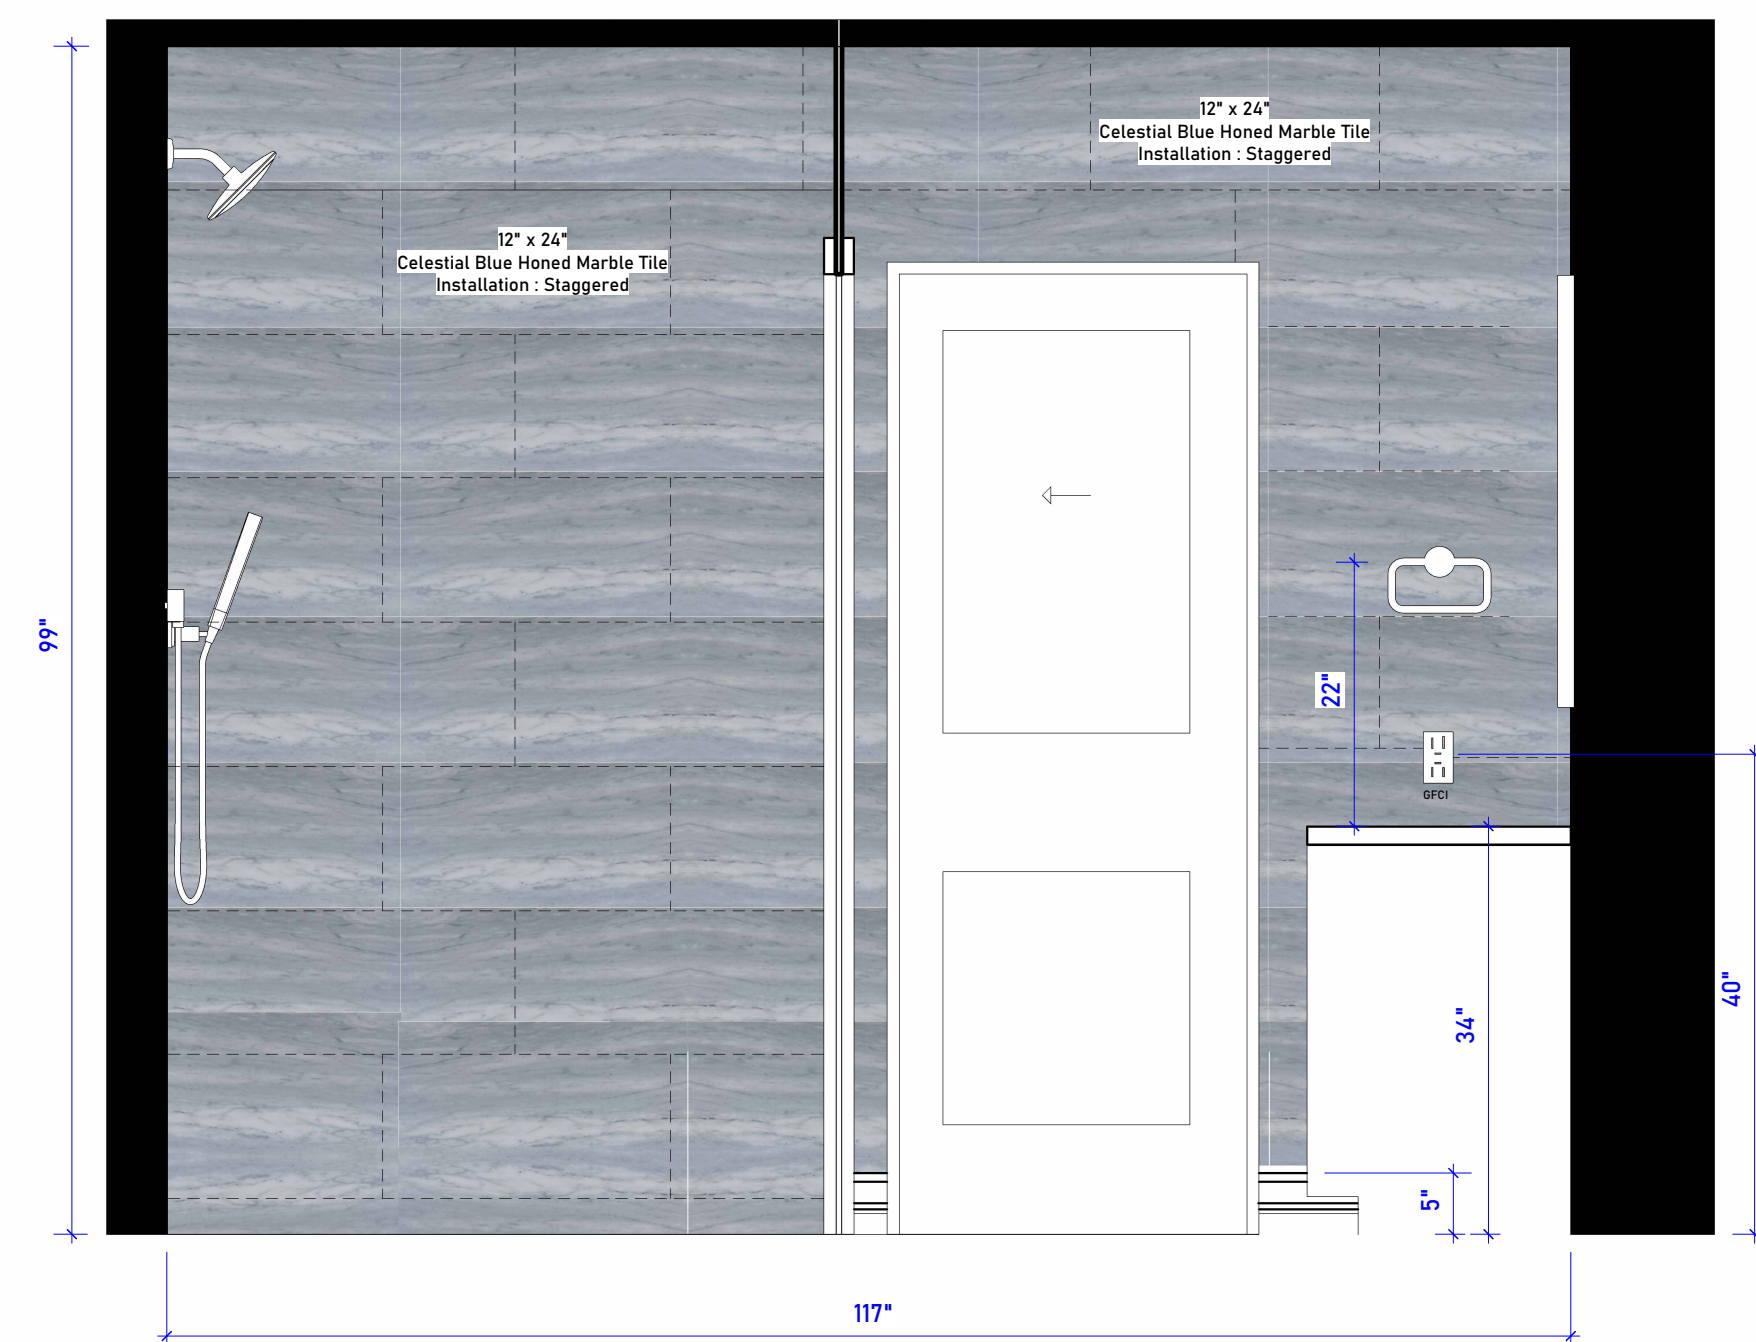 12" x 24"
Celestial Blue Honed Marble Tile
Installation : Staggered
12" x 24"
Celestial Blue Honed Marble Tile
Installation : Staggered
99"
22"
GFCI
40"
34"
5"
117"